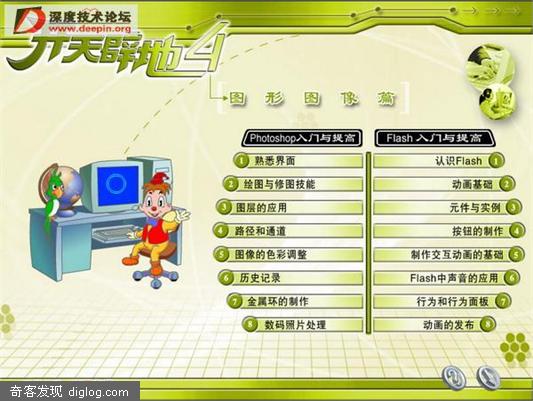 深度技术论坛
www.deepin.org
开天辟地4
图形图像篇
Photoshop入门与提高
1 熟悉界面
2 绘图与修图技能
3 图层的应用
4 路径和通道
5 图像的色彩调整
6 历史记录
7 金属环的制作
8 数码照片处理
Flash 入门与提高
认识Flash 1
动画基础 2
元件与实例 3
按钮的制作 4
制作交互动画的基础 5
Flash中声音的应用 6
行为和行为面板 7
动画的发布 8
奇客发现 diglog.com